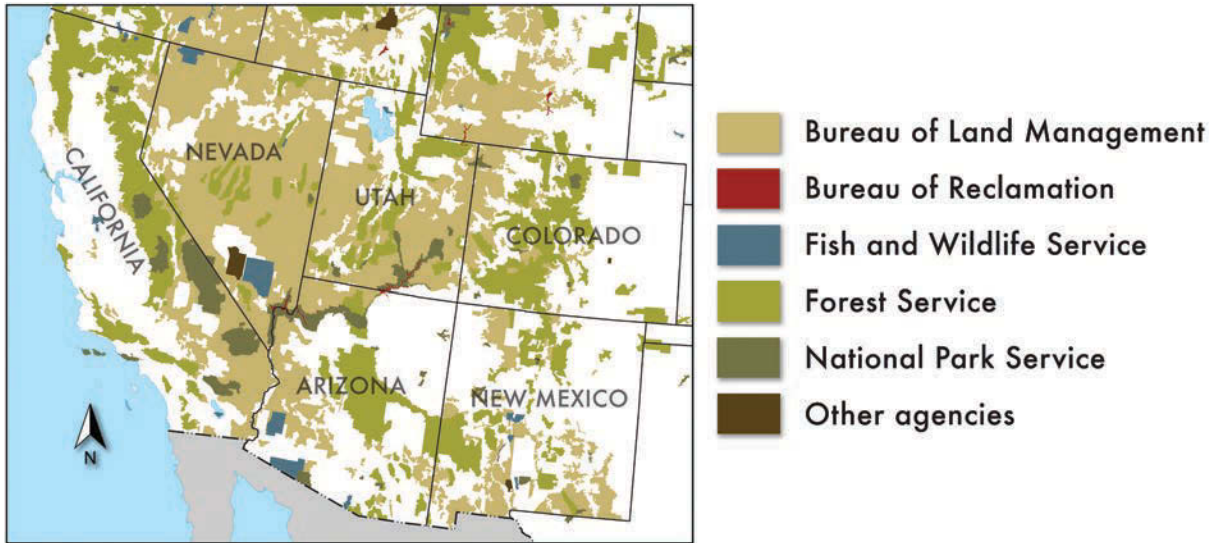 NEVADA
CALIFORNIA
UTAH
COLORADO
ARIZONA
NEW MEXICO
N
Bureau of Land Management
Bureau of Reclamation
Fish and Wildlife Service
Forest Service
National Park Service
Other agencies